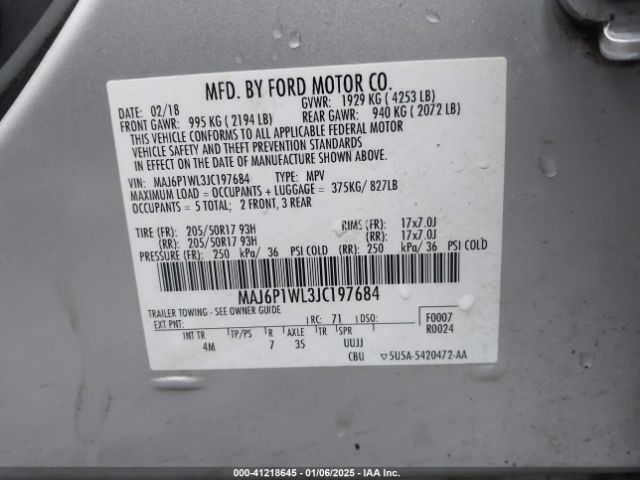 MFD. BY FORD MOTOR CO.
DATE: 02/18 GVWR: 1929 KG ( 4253 LB)
FRONT GAWR: 995 KG ( 2194 LB) REAR GAWR: 940 KG ( 2072 LB)
THIS VEHICLE CONFORMS TO ALL APPLICABLE FEDERAL MOTOR
VEHICLE SAFETY AND THEFT PREVENTION STANDARDS
IN EFFECT ON THE DATE OF MANUFACTURE SHOWN ABOVE.
VIN: MAJ6P1WL3JC197684 TYPE: MPV
MAXIMUM LOAD = OCCUPANTS + LUGGAGE = 375KG/ 827LB
OCCUPANTS = 5 TOTAL; 2 FRONT, 3 REAR
TIRE (FR): 205/50R17 93H RIMS (FR): 17x7.0J
(RR): 205/50R17 93H (RR): 17x7.0J
PRESSURE (FR): 250 kPa/ 36 PSI COLD (RR): 250 kPa/ 36 PSI COLD
MAJ6P1WL3JC197684
TRAILER TOWING - SEE OWNER GUIDE
EXT PNT: RC: 71 DSO: F0007
R0024
INT TR TP/PS R AXLE TR SPR
4M 7 35 UUJJ
CBU ▽5U5A-5420472-AA
000-41218645 - 01/06/2025 - IAA Inc.